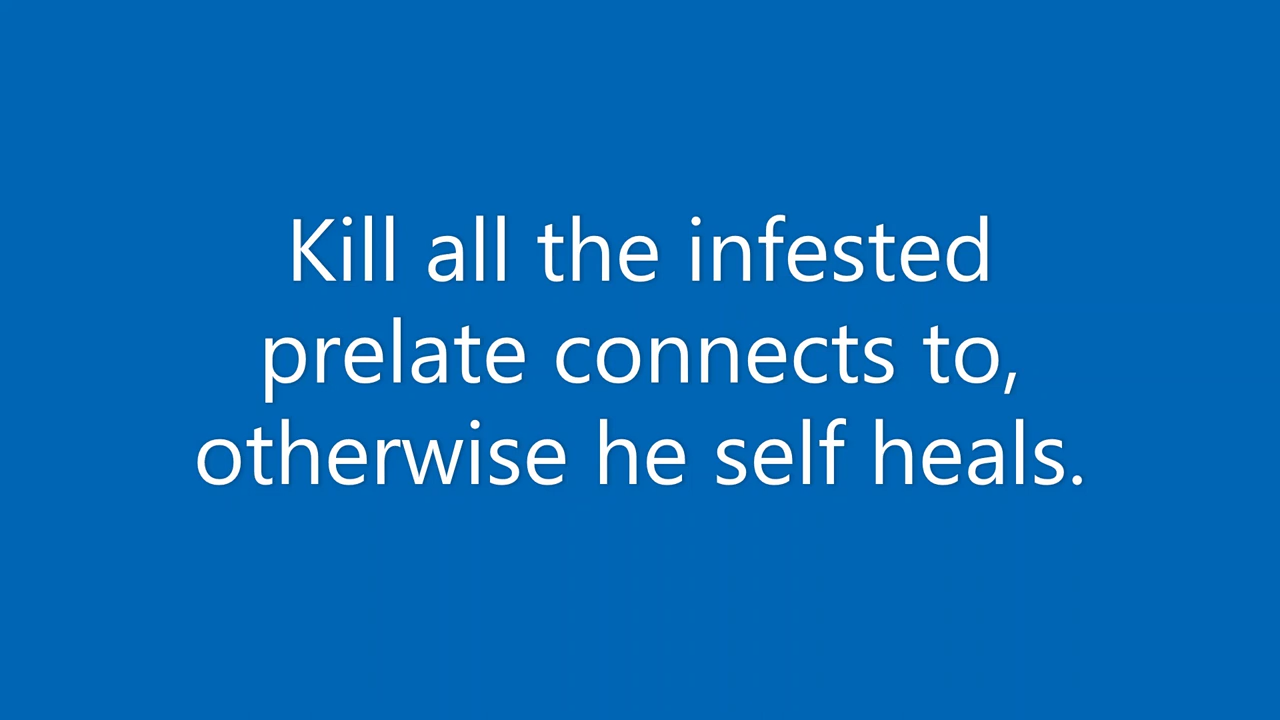 Kill all the infested
prelate connects to,
otherwise he self heals.